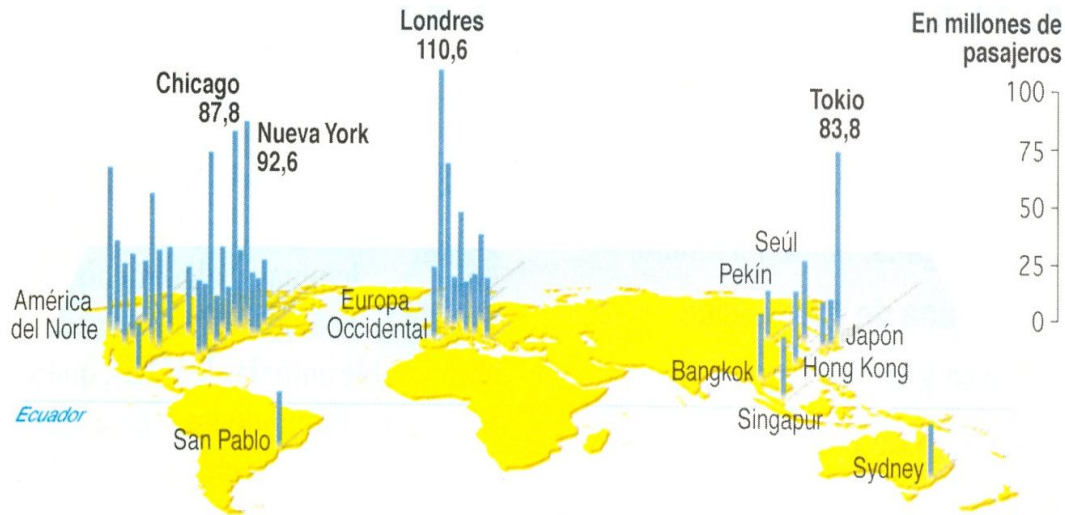 Londres
110,6
En millones de
pasajeros
Chicago
87,8
Nueva York
92,6
Tokio
83,8
100
75
50
25
0
Seúl
Pekín
América
del Norte
Europa
Occidental
Japón
Bangkok
Hong Kong
Ecuador
San Pablo
Singapur
Sydney